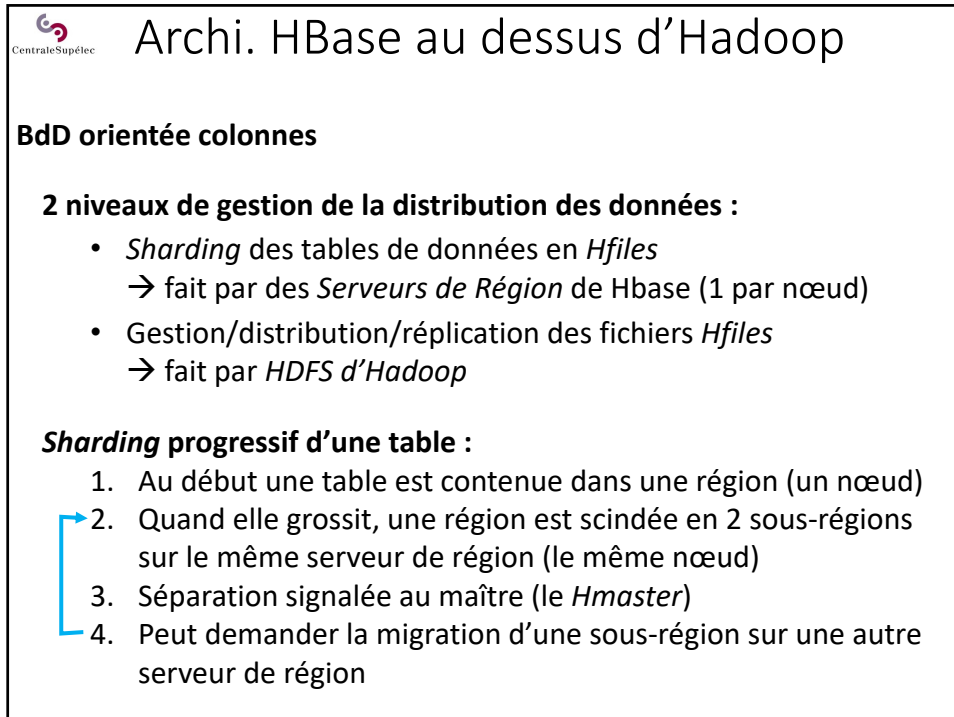 CentraleSupélec
Archi. HBase au dessus d’Hadoop
BdD orientée colonnes
2 niveaux de gestion de la distribution des données :
• Sharding des tables de données en Hfiles
→ fait par des Serveurs de Région de Hbase (1 par nœud)
• Gestion/distribution/réplication des fichiers Hfiles
→ fait par HDFS d’Hadoop
Sharding progressif d’une table :
1. Au début une table est contenue dans une région (un nœud)
2. Quand elle grossit, une région est scindée en 2 sous-régions
sur le même serveur de région (le même nœud)
3. Séparation signalée au maître (le Hmaster)
4. Peut demander la migration d’une sous-région sur une autre
serveur de région